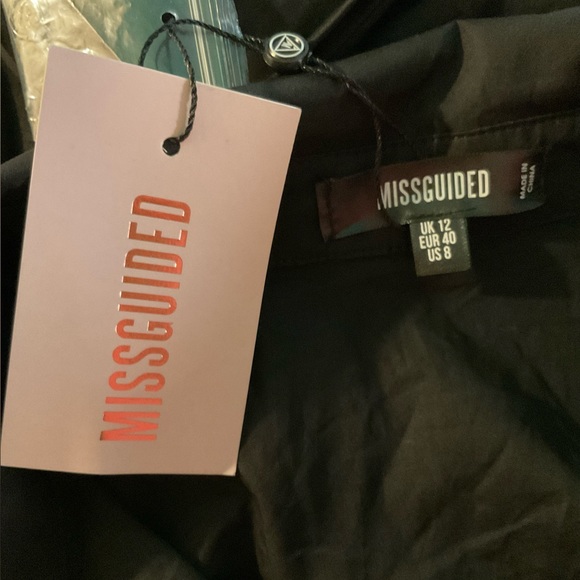 MISSGUIDED
MISSGUIDED
MADE IN
CHINA
UK 12
EUR 40
US 8